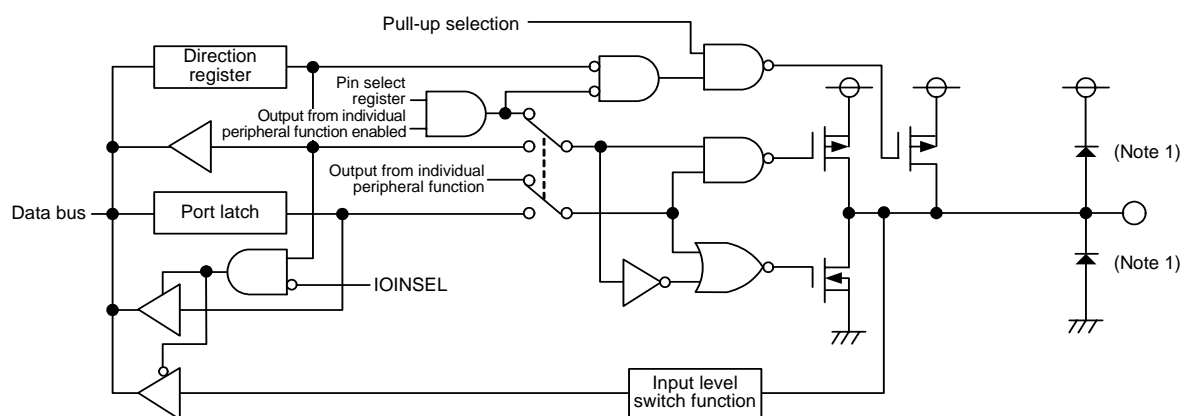 Pull-up selection
Direction
register
Pin select
register
Output from individual
peripheral function enabled
(Note 1)
Output from individual
peripheral function
Data bus
Port latch
(Note 1)
IOINSEL
Input level
switch function